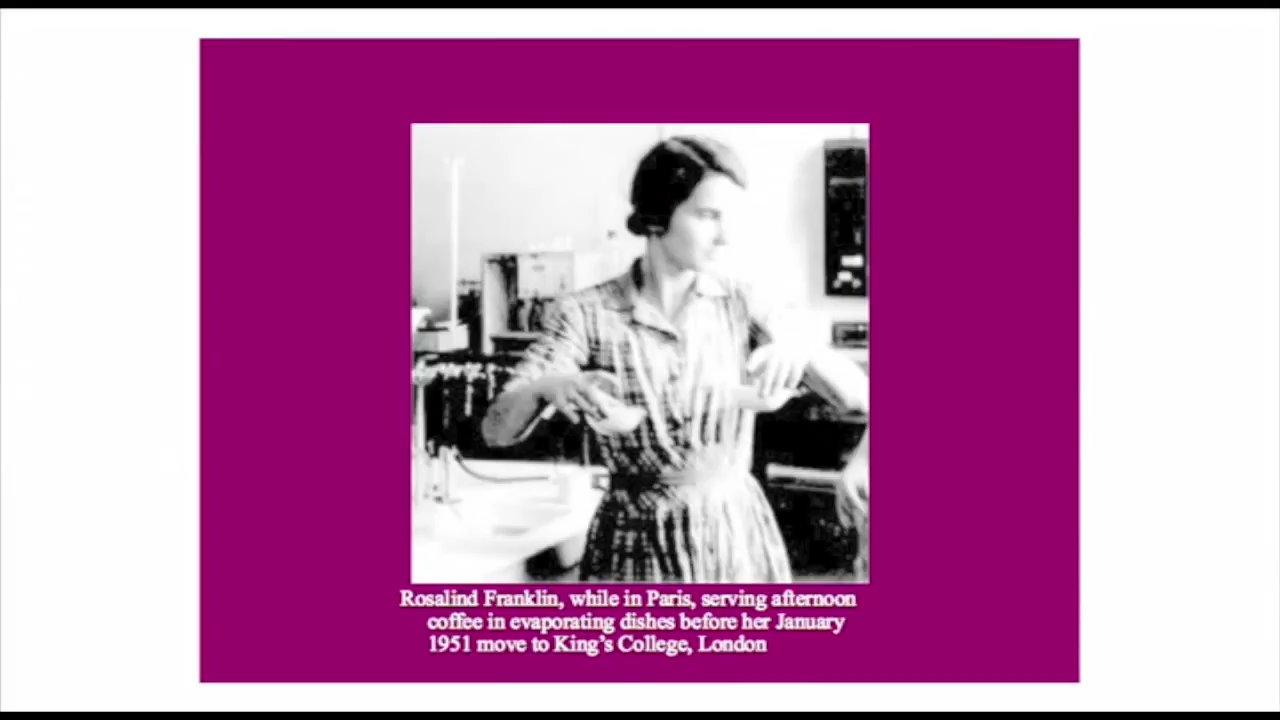 Rosalind Franklin, while in Paris, serving afternoon
coffee in evaporating dishes before her January
1951 move to King's College, London